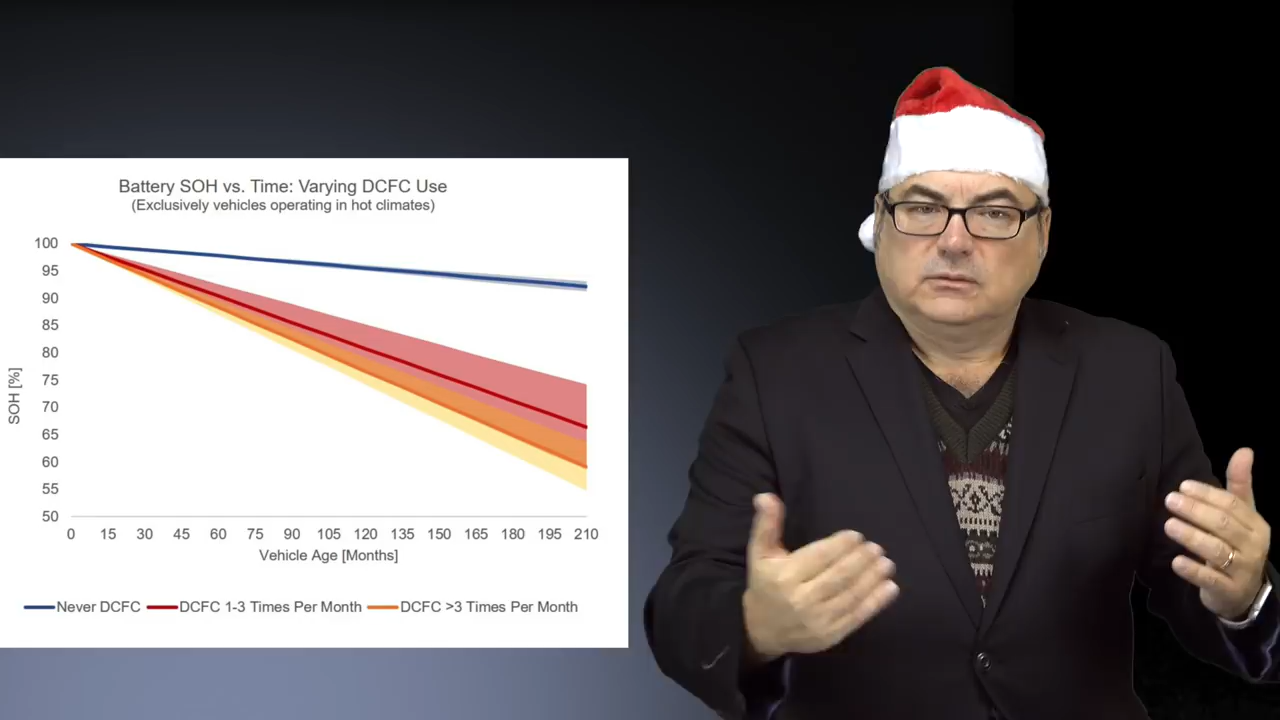 Battery SOH vs. Time: Varying DCFC Use
(Exclusively vehicles operating in hot climates)
100
95
90
85
80
75
70
65
60
55
50
SOH [%]
0 15 30 45 60 75 90 105 120 135 150 165 180 195 210
Vehicle Age [Months]
Never DCFC DCFC 1-3 Times Per Month DCFC >3 Times Per Month